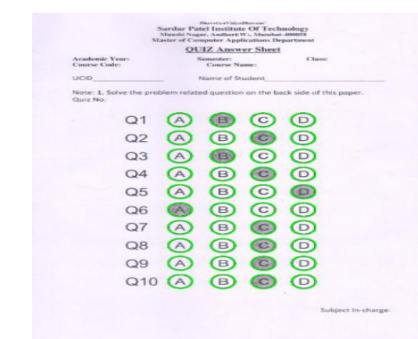 Bharatiya Vidya Bhavans'
Sardar Patel Institute Of Technology
Munshi Nagar, Andheri W), Mumbai-400058
Master of Computer Applications Department
QUIZ Answer Sheet
Academic Year: Semester: Class:
Course Code: Course Name:
UCID Name of Student
Note: 1. Solve the problem related question on the back side of this paper.
Quiz No:
Q1 A B C D
Q2 A B C D
Q3 A B C D
Q4 A B C D
Q5 A B C D
Q6 A B C D
Q7 A B C D
Q8 A B C D
Q9 A B C D
Q10 A B C D
Subject In-charge